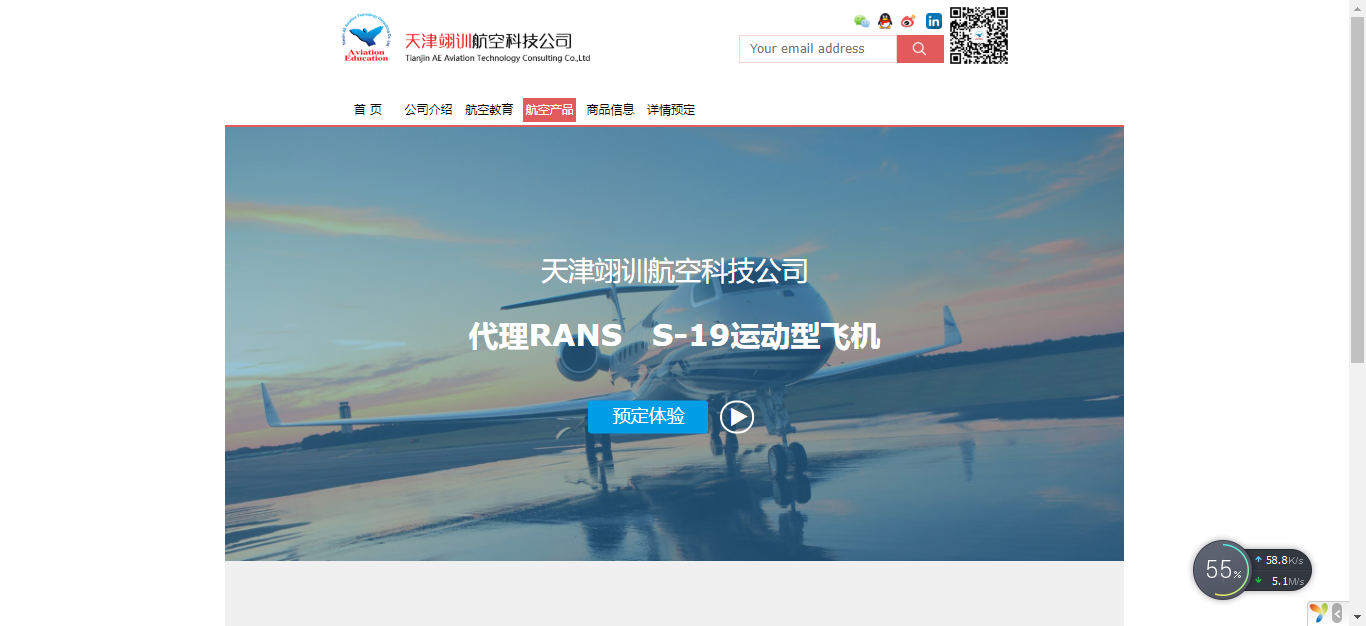 Aviation
Education
天津翊训航空科技公司
Tianjin AE Aviation Technology Consulting Co.,Ltd
in
Your email address
首 页 公司介绍 航空教育 航空产品 商品信息 详情预定
天津翊训航空科技公司
代理RANS S-19运动型飞机
预定体验
55%
58.8K/s
5.1M/s